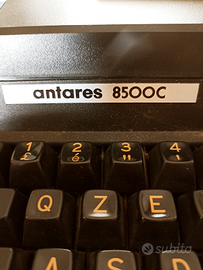 antares 8500C
1 2 3 4
£ é " '
Q Z E
A S D
subito